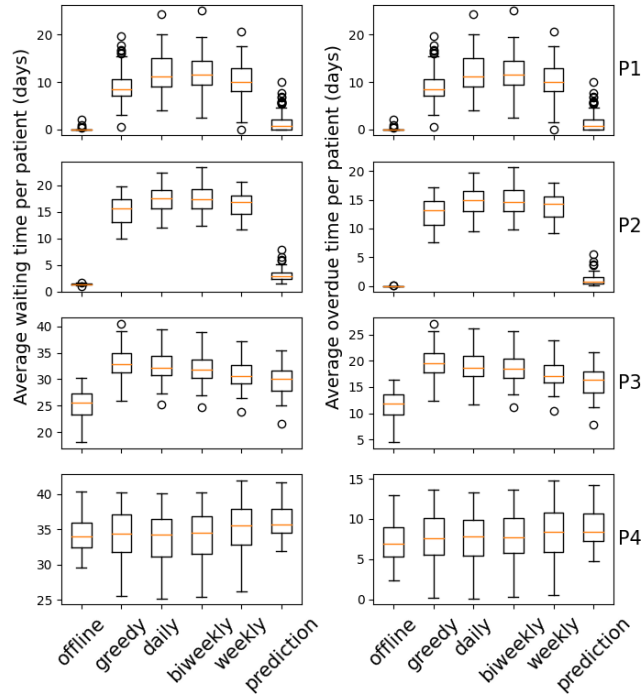 Average waiting time per patient (days)
20
10
0
20
15
10
5
0
40
35
30
25
20
40
35
30
25
offline
greedy
daily
biweekly
weekly
prediction
Average overdue time per patient (days)
20
10
0
P1
20
15
10
5
0
P2
25
20
15
10
5
P3
15
10
5
0
P4
offline
greedy
daily
biweekly
weekly
prediction